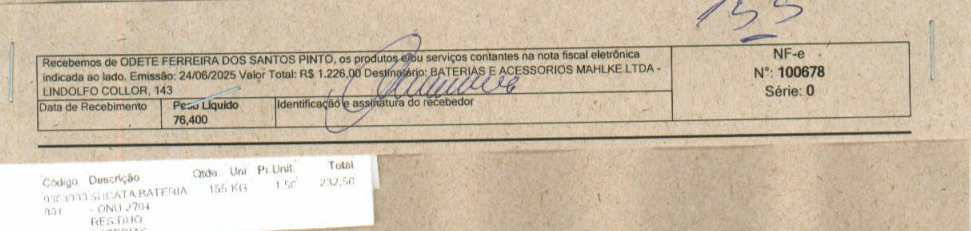 155
Recebemos de ODETE FERREIRA DOS SANTOS PINTO, os produtos e/ou serviços contantes na nota fiscal eletrônica
indicada ao lado. Emissão: 24/06/2025 Valor Total: R$ 1.226,00 Destinatário: BATERIAS E ACESSORIOS MAHLKE LTDA -
LINDOLFO COLLOR, 143
Data de Recebimento
Peso Líquido
76,400
Identificação e assinatura do recebedor
NF-e
N°: 100678
Série: 0
Código Descrição Qtde. Uni Pr.Unit. Total
SUCATA BATERIA 155 KG 1.50 232,50
001 - ONU 2794
RESIDUO
BATERIAS